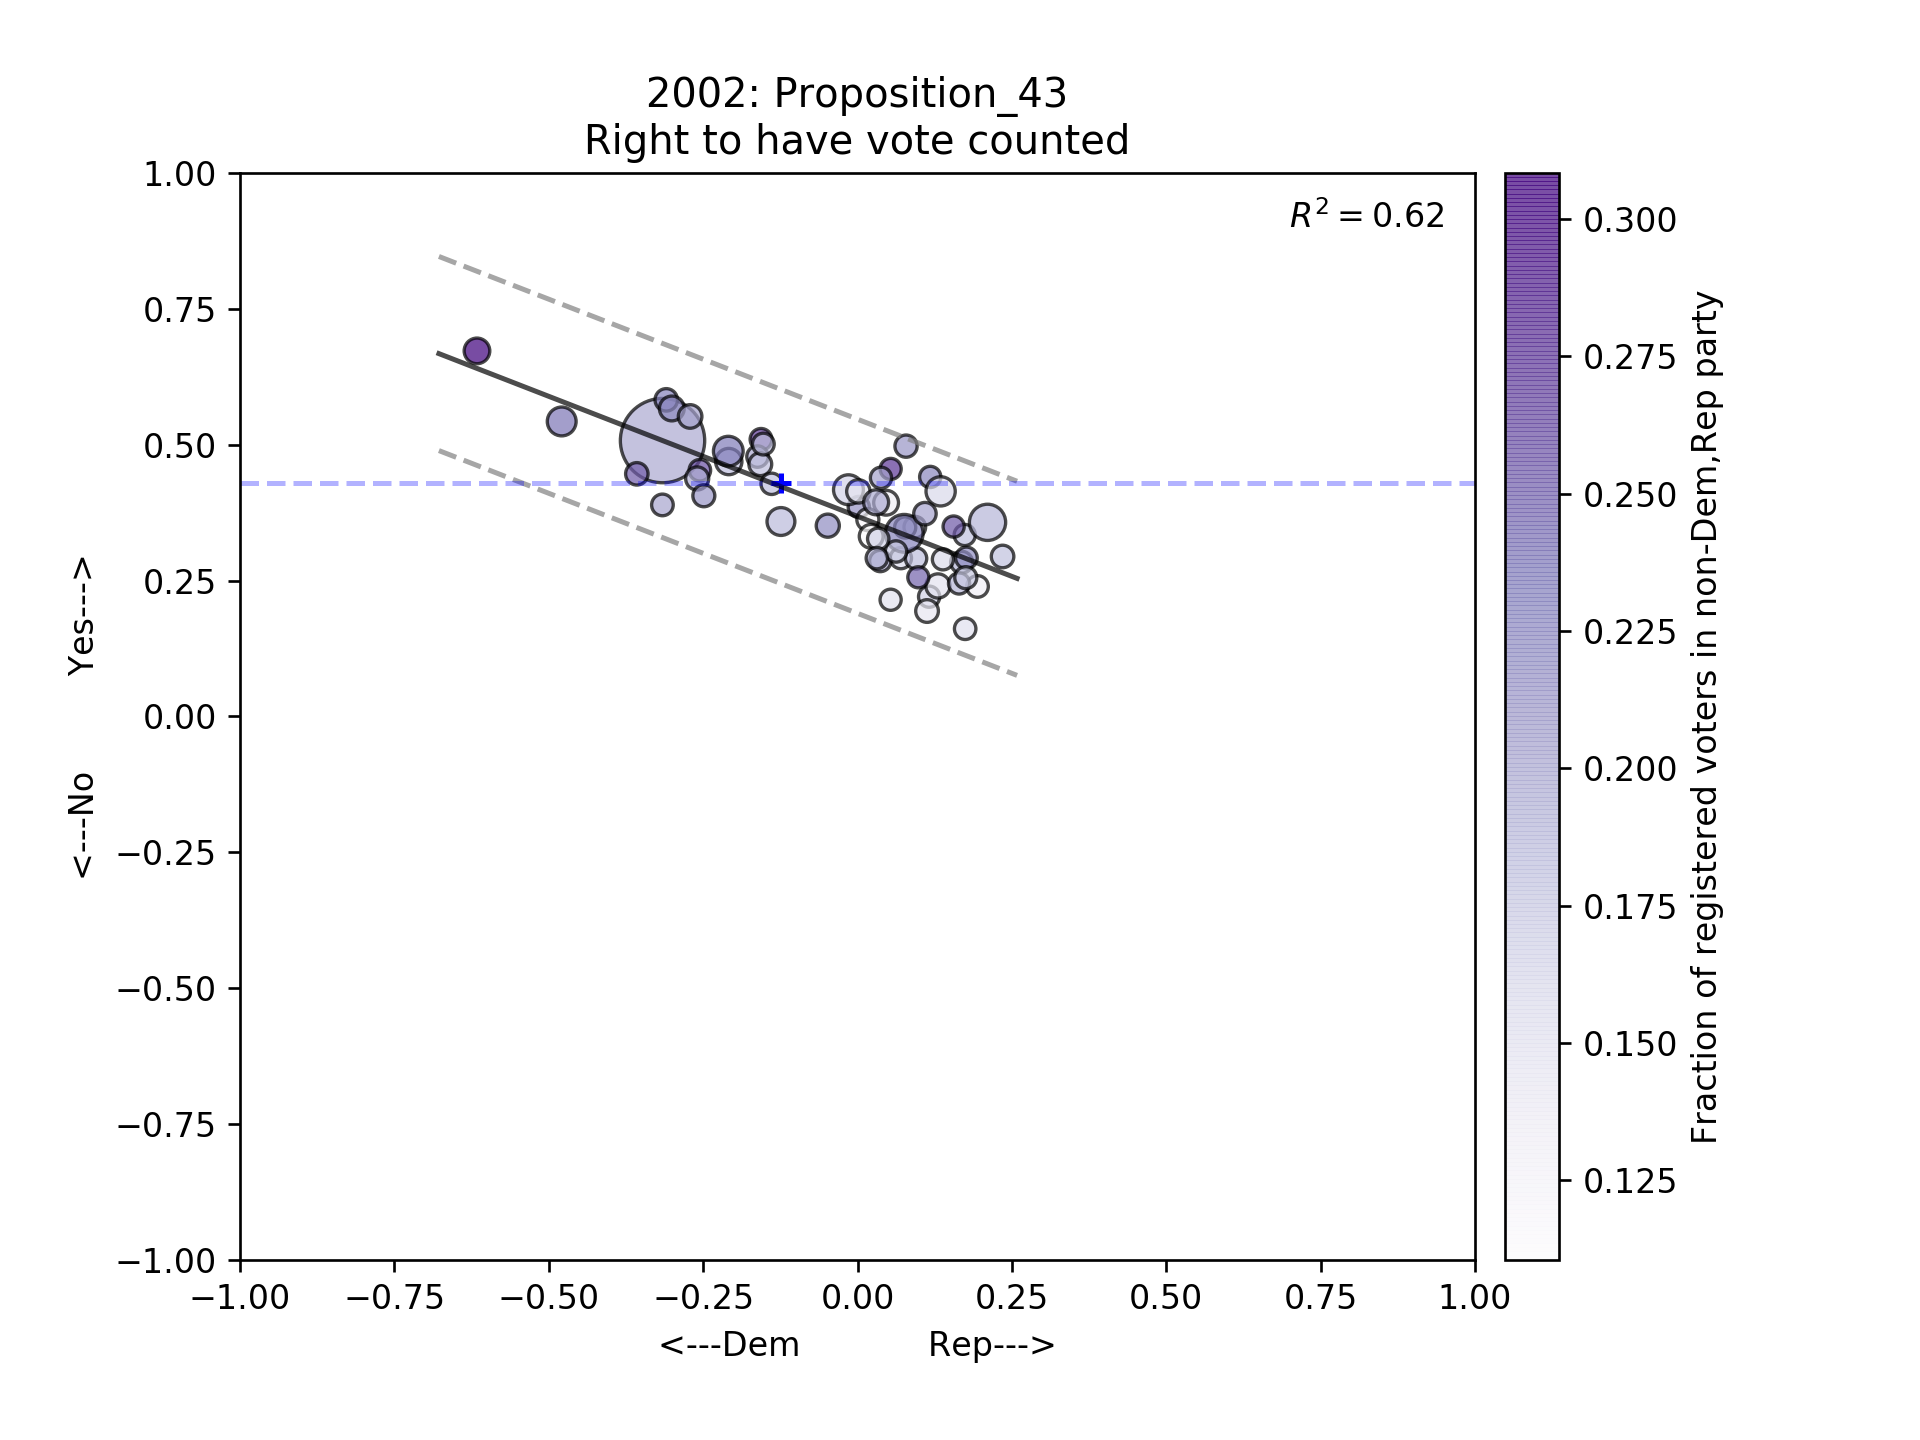 2002: Proposition_43
Right to have vote counted
R² = 0.62
1.00
0.75
0.50
0.25
0.00
−0.25
−0.50
−0.75
−1.00
<---No Yes--->
−1.00 −0.75 −0.50 −0.25 0.00 0.25 0.50 0.75 1.00
<---Dem Rep--->
0.300
0.275
0.250
0.225
0.200
0.175
0.150
0.125
Fraction of registered voters in non-Dem,Rep party